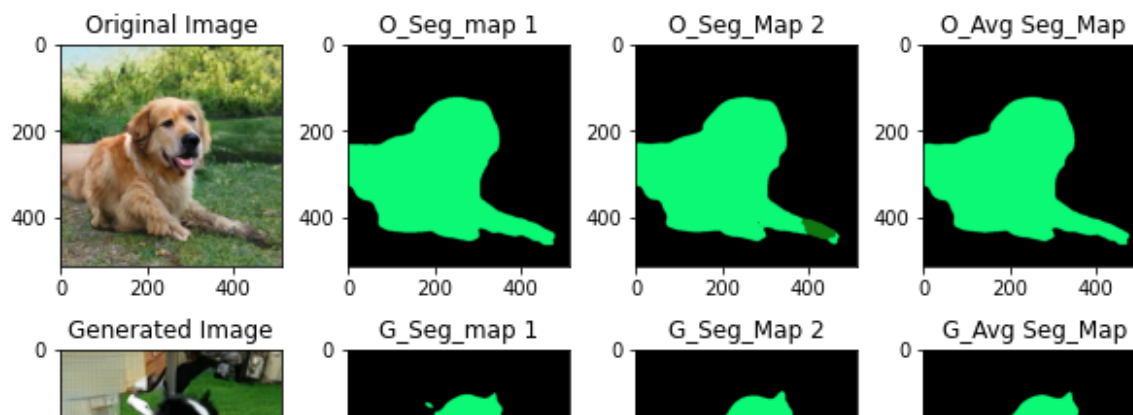 Original Image O_Seg_map 1 O_Seg_Map 2 O_Avg Seg_Map
0 0 0 0
200 200 200 200
400 400 400 400
0 200 400 0 200 400 0 200 400 0 200 400
Generated Image G_Seg_map 1 G_Seg_Map 2 G_Avg Seg_Map
0 0 0 0